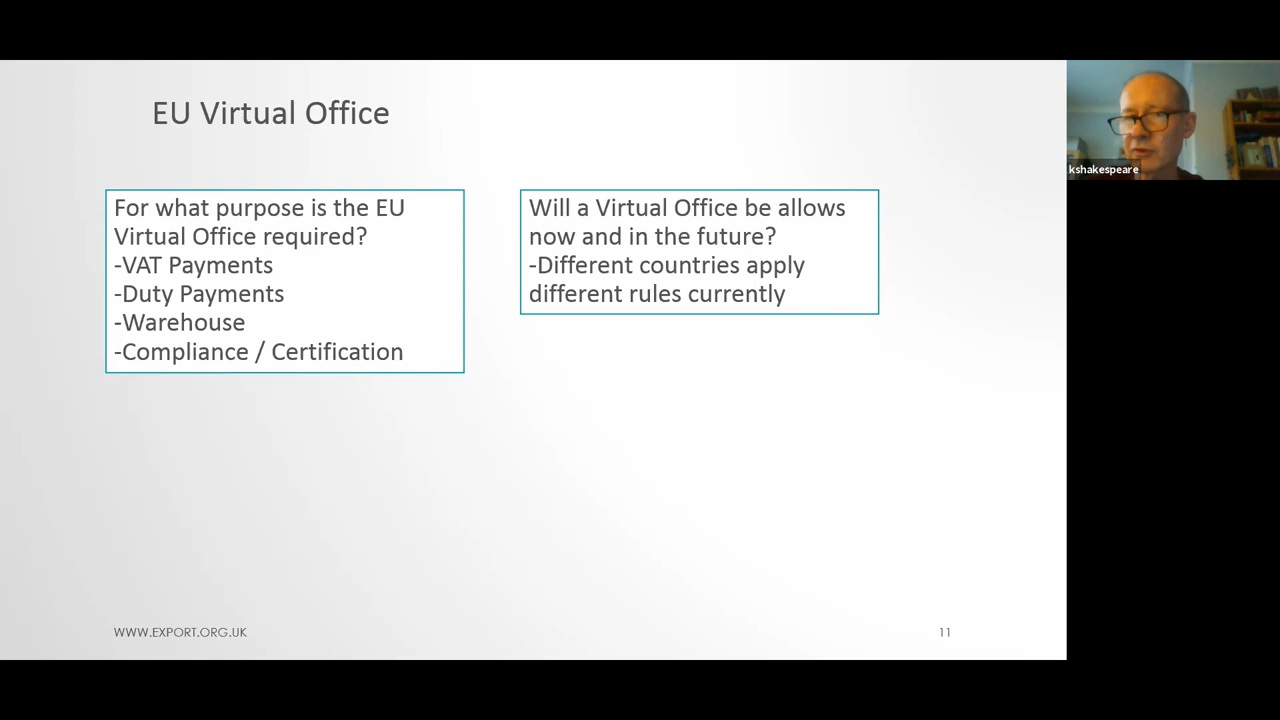 EU Virtual Office
For what purpose is the EU
Virtual Office required?
-VAT Payments
-Duty Payments
-Warehouse
-Compliance / Certification
Will a Virtual Office be allows
now and in the future?
-Different countries apply
different rules currently
kshakespeare
WWW.EXPORT.ORG.UK
11